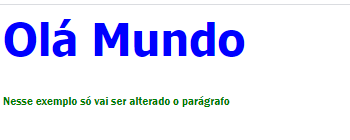 Olá Mundo
Nesse exemplo só vai ser alterado o parágrafo